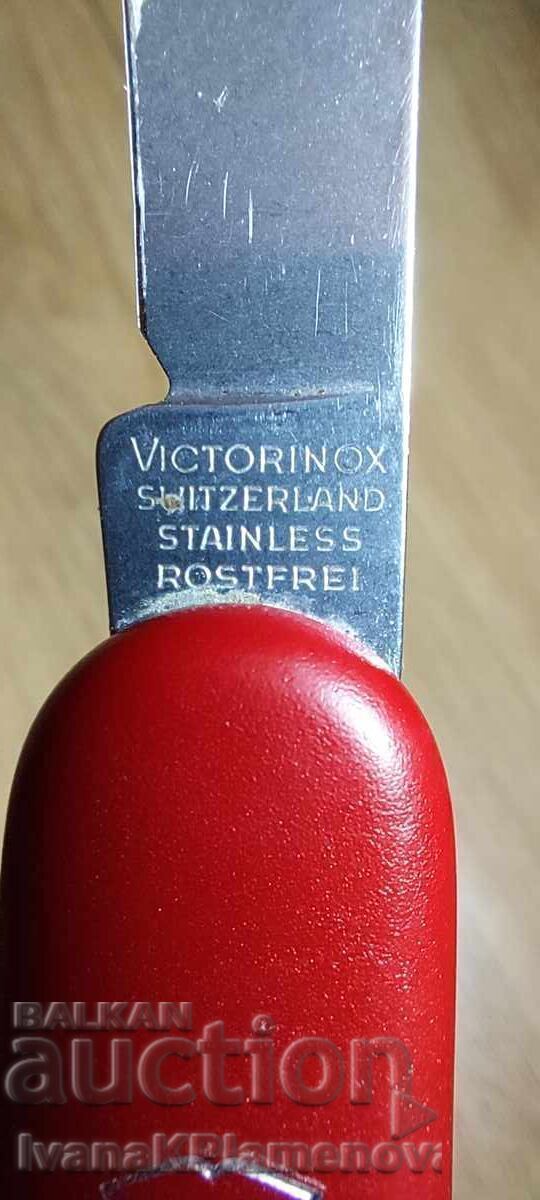 VICTORINOX
SWITZERLAND
STAINLESS
ROSTFREI
BALKAN
auction
IvanaKPlamenova